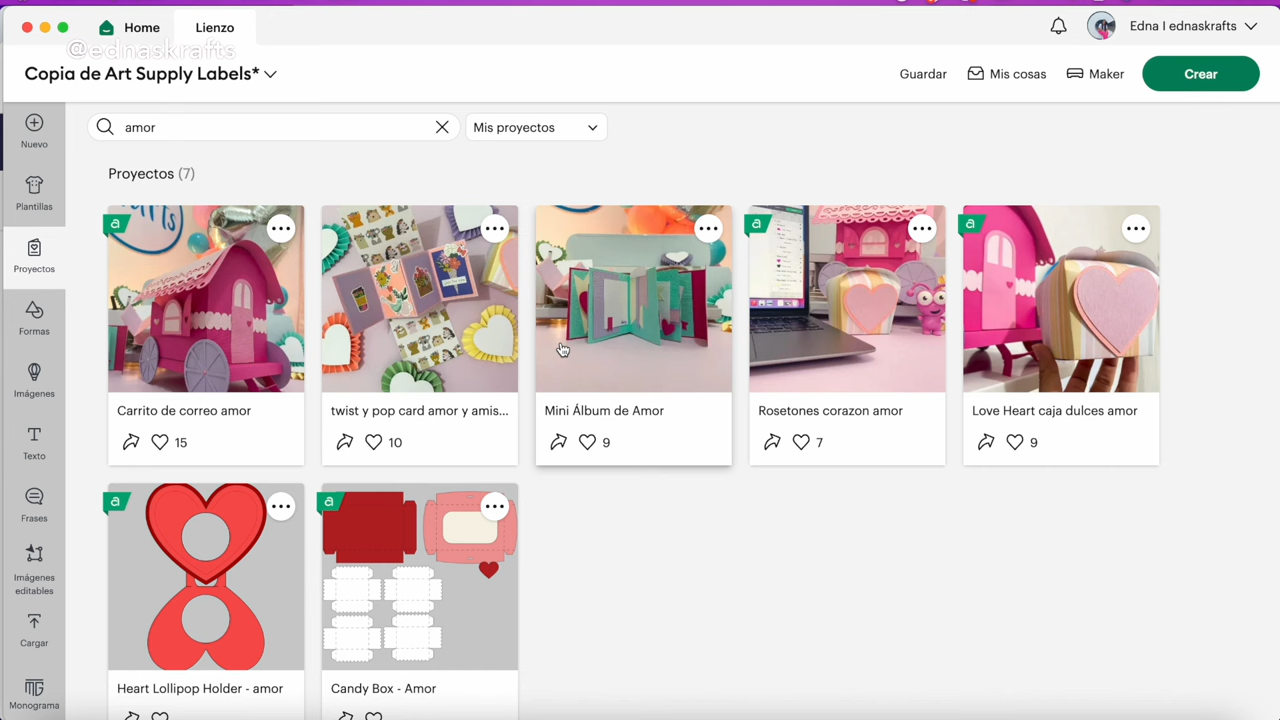 Home
Lienzo
Edna I ednaskrafts
@ednaskrafts
Copia de Art Supply Labels*
Guardar
Mis cosas
Maker
Crear
Nuevo
Plantillas
Proyectos
Formas
Imágenes
Texto
Frases
Imágenes
editables
Cargar
Monograma
amor
Mis proyectos
Proyectos (7)
Carrito de correo amor
15
twist y pop card amor y amis...
10
Mini Álbum de Amor
9
Rosetones corazon amor
7
Love Heart caja dulces amor
9
Heart Lollipop Holder - amor
Candy Box - Amor